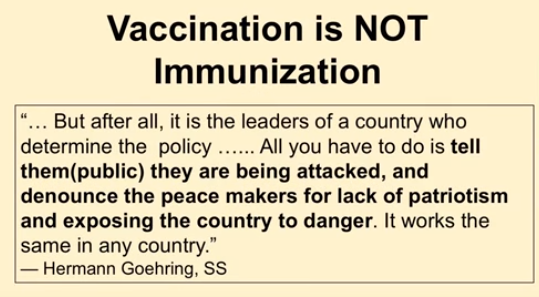 Vaccination is NOT
Immunization
“… But after all, it is the leaders of a country who
determine the policy …... All you have to do is tell
them(public) they are being attacked, and
denounce the peace makers for lack of patriotism
and exposing the country to danger. It works the
same in any country.”
— Hermann Goehring, SS